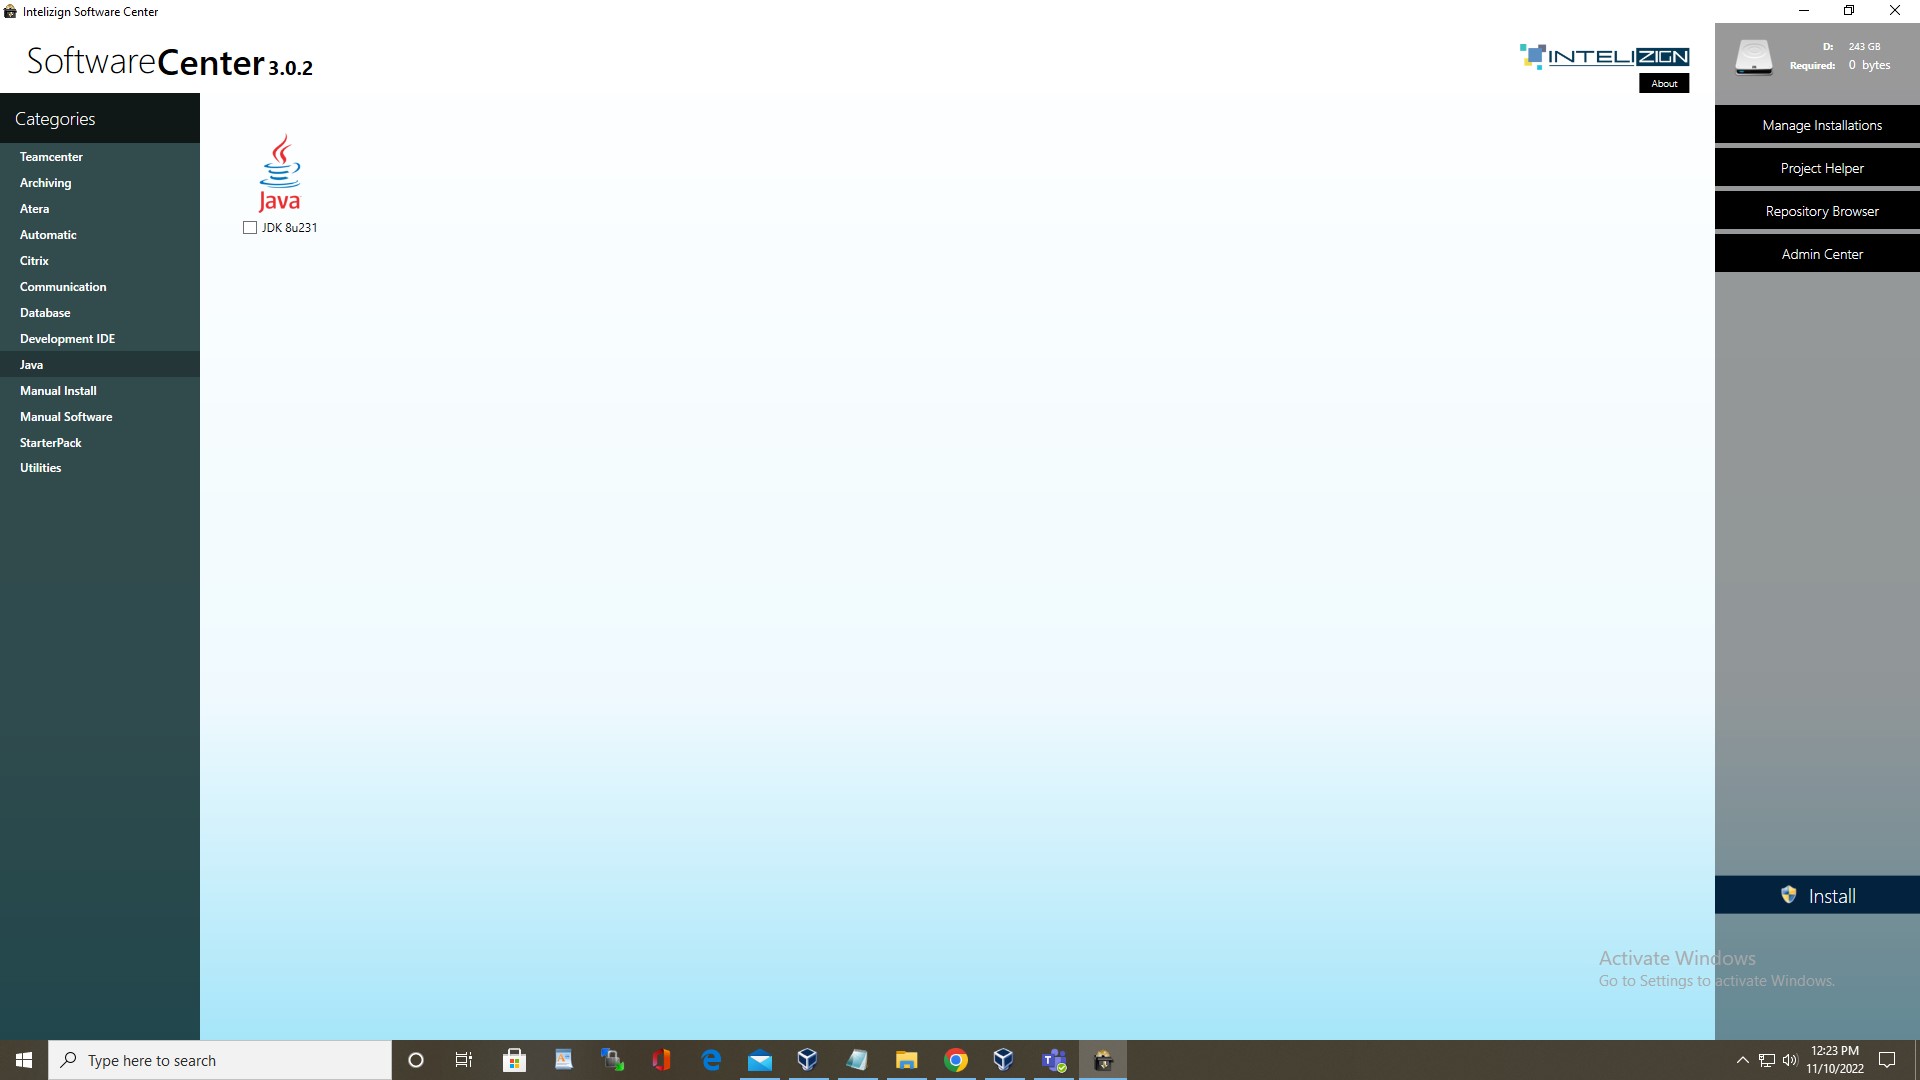 Intelizign Software Center
SoftwareCenter 3.0.2
INTELIZIGN
About
D: 243 GB
Required: 0 bytes
Categories
Teamcenter
Archiving
Atera
Automatic
Citrix
Communication
Database
Development IDE
Java
Manual Install
Manual Software
StarterPack
Utilities
Java
JDK 8u231
Manage Installations
Project Helper
Repository Browser
Admin Center
Install
Activate Windows
Go to Settings to activate Windows.
Type here to search
12:23 PM
11/10/2022